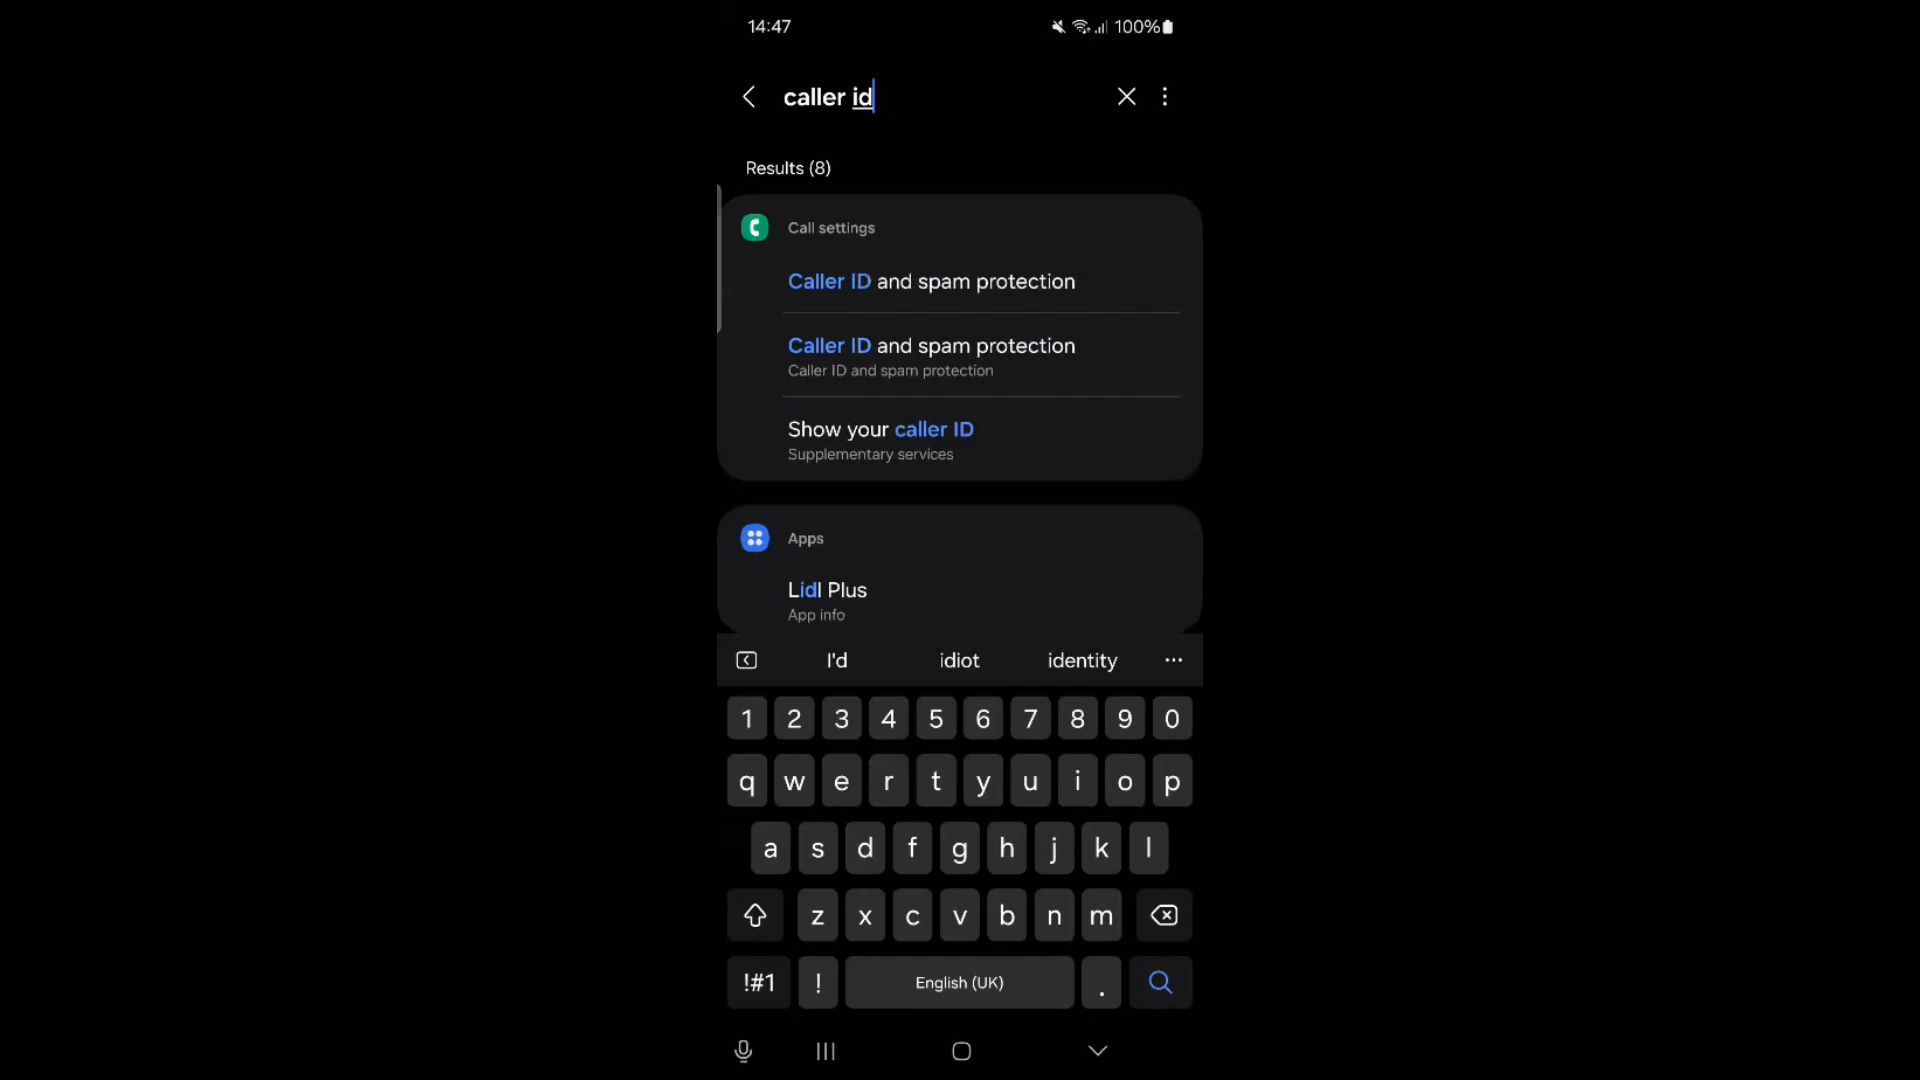 14:47
100%
caller id
Results (8)
Call settings
Caller ID and spam protection
Caller ID and spam protection
Caller ID and spam protection
Show your caller ID
Supplementary services
Apps
Lidl Plus
App info
I'd idiot identity ...
1 2 3 4 5 6 7 8 9 0
q w e r t y u i o p
a s d f g h j k l
z x c v b n m
!#1 ! English (UK) .